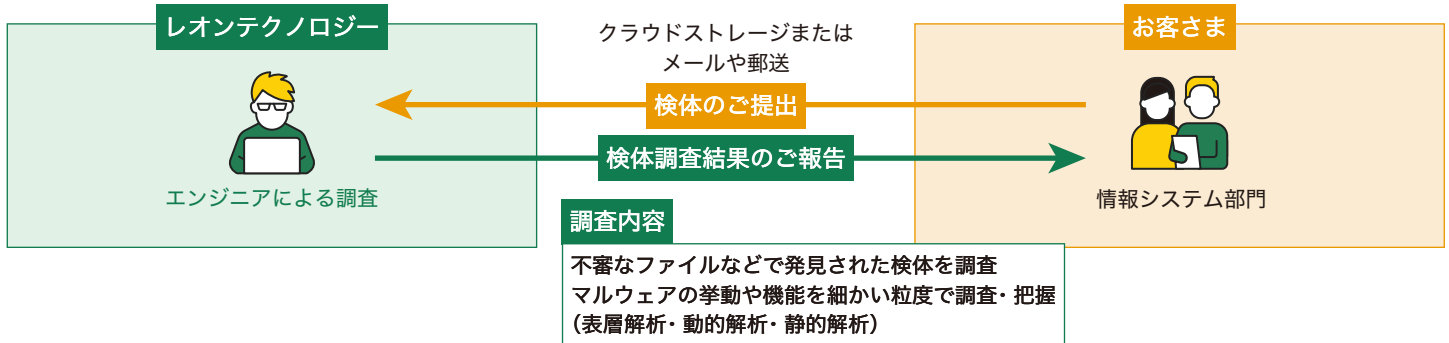 レオンテクノロジー
エンジニアによる調査
クラウドストレージまたは
メールや郵送
検体のご提出
検体調査結果のご報告
お客さま
情報システム部門
調査内容
不審なファイルなどで発見された検体を調査
マルウェアの挙動や機能を細かい粒度で調査・把握
（表層解析・動的解析・静的解析）